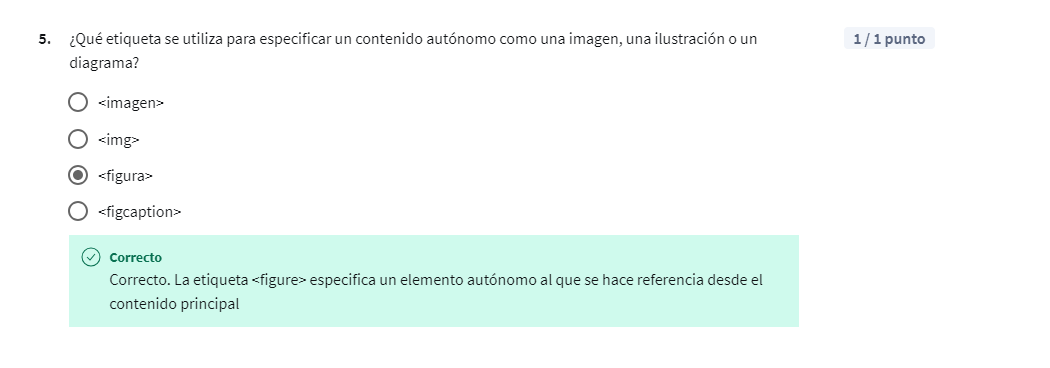 5. ¿Qué etiqueta se utiliza para especificar un contenido autónomo como una imagen, una ilustración o un
diagrama?
1 / 1 punto
<imagen>
<img>
<figura>
<figcaption>
Correcto
Correcto. La etiqueta <figure> especifica un elemento autónomo al que se hace referencia desde el
contenido principal